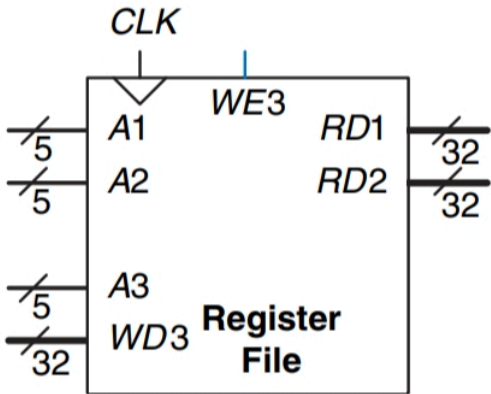 CLK
WE3
A1 RD1
5 32
A2 RD2
5 32
A3
5
WD3
32
Register
File